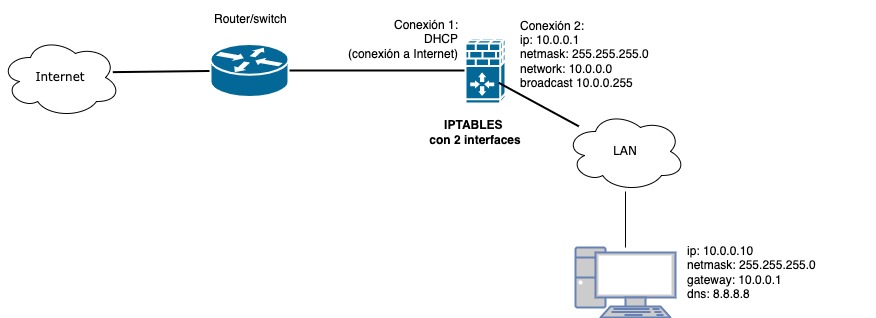 Router/switch
Conexión 1:
DHCP
(conexión a Internet)
Conexión 2:
ip: 10.0.0.1
netmask: 255.255.255.0
network: 10.0.0.0
broadcast 10.0.0.255
Internet
IPTABLES
con 2 interfaces
LAN
ip: 10.0.0.10
netmask: 255.255.255.0
gateway: 10.0.0.1
dns: 8.8.8.8